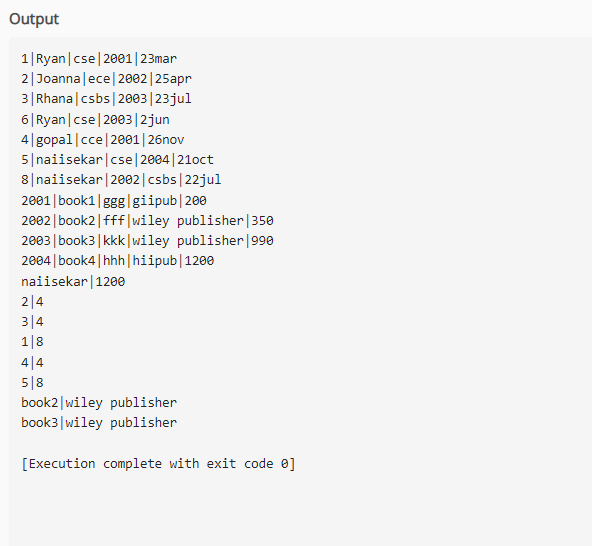 Output
1|Ryan|cse|2001|23mar
2|Joanna|ece|2002|25apr
3|Rhana|csbs|2003|23jul
6|Ryan|cse|2003|2jun
4|gopal|cce|2001|26nov
5|naiisekar|cse|2004|21oct
8|naiisekar|2002|csbs|22jul
2001|book1|ggg|giipub|200
2002|book2|fff|wiley publisher|350
2003|book3|kkk|wiley publisher|990
2004|book4|hhh|hiipub|1200
naiisekar|1200
2|4
3|4
1|8
4|4
5|8
book2|wiley publisher
book3|wiley publisher
[Execution complete with exit code 0]